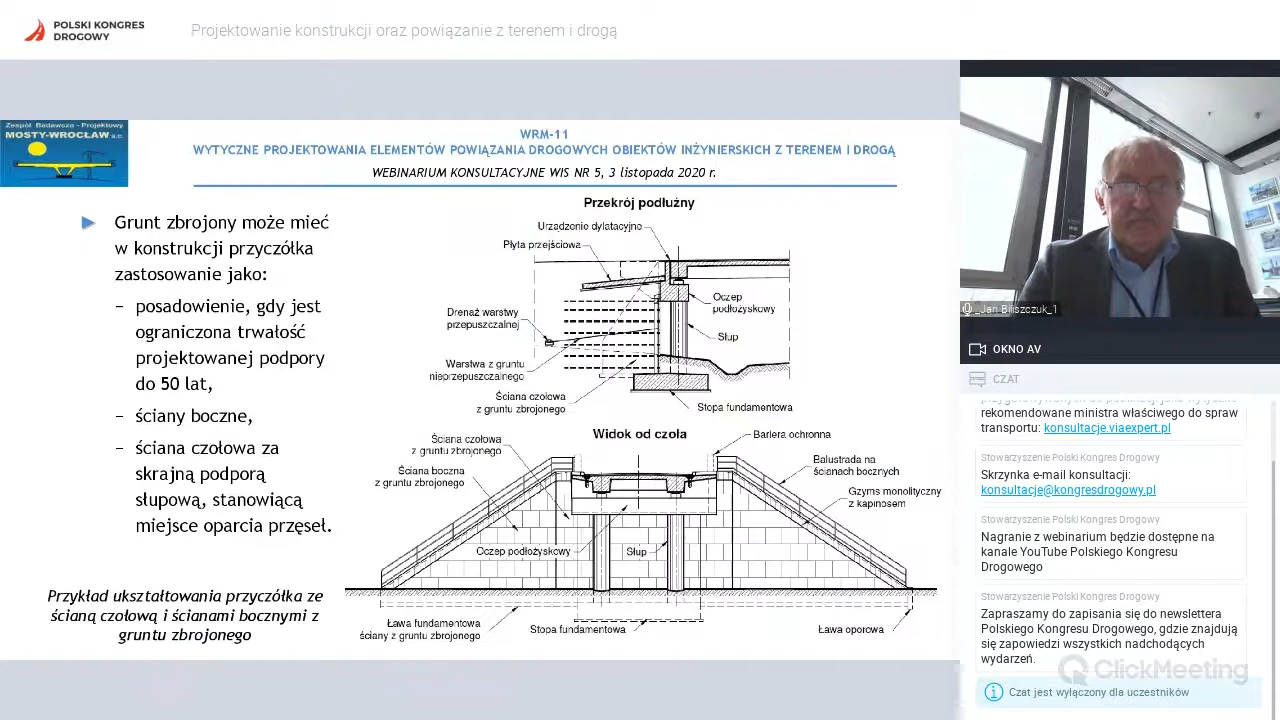 POLSKI KONGRES
DROGOWY
Projektowanie konstrukcji oraz powiązanie z terenem i drogą
Zespół Badawczo - Projektowy
MOSTY-WROCŁAW s.c.
WRM-11
WYTYCZNE PROJEKTOWANIA ELEMENTÓW POWIĄZANIA DROGOWYCH OBIEKTÓW INŻYNIERSKICH Z TERENEM I DROGĄ
WEBINARIUM KONSULTACYJNE WIS NR 5, 3 listopada 2020 r.
Grunt zbrojony może mieć
w konstrukcji przyczółka
zastosowanie jako:
– posadowienie, gdy jest
ograniczona trwałość
projektowanej podpory
do 50 lat,
– ściany boczne,
– ściana czołowa za
skrajną podporą
słupową, stanowiącą
miejsce oparcia przęseł.
Przykład ukształtowania przyczółka ze
ścianą czołową i ścianami bocznymi z
gruntu zbrojonego
Przekrój podłużny
Urządzenie dylatacyjne
Płyta przejściowa
Oczep
podłożyskowy
Drenaż warstwy
przepuszczalnej
Słup
Warstwa z gruntu
nieprzepuszczalnego
Ściana czołowa
z gruntu zbrojonego
Stopa fundamentowa
Widok od czoła
Bariera ochronna
Ściana czołowa
z gruntu zbrojonego
Balustrada na
ścianach bocznych
Ściana boczna
z gruntu zbrojonego
Gzyms monolityczny
z kapinosem
Oczep podłożyskowy
Słup
Ława fundamentowa
ściany z gruntu zbrojonego
Stopa fundamentowa
Ława oporowa
_Jan Biliszczuk_1
OKNO AV
CZAT
przygotowywanych do publikacji jako wytyczne
rekomendowane ministra właściwego do spraw
transportu: konsultacje.viaexpert.pl
Stowarzyszenie Polski Kongres Drogowy
Skrzynka e-mail konsultacji:
konsultacje@kongresdrogowy.pl
Stowarzyszenie Polski Kongres Drogowy
Nagranie z webinarium będzie dostępne na
kanale YouTube Polskiego Kongresu
Drogowego
Stowarzyszenie Polski Kongres Drogowy
Zapraszamy do zapisania się do newslettera
Polskiego Kongresu Drogowego, gdzie znajdują
się zapowiedzi wszystkich nadchodzących
wydarzeń.
ClickMeeting
Czat jest wyłączony dla uczestników